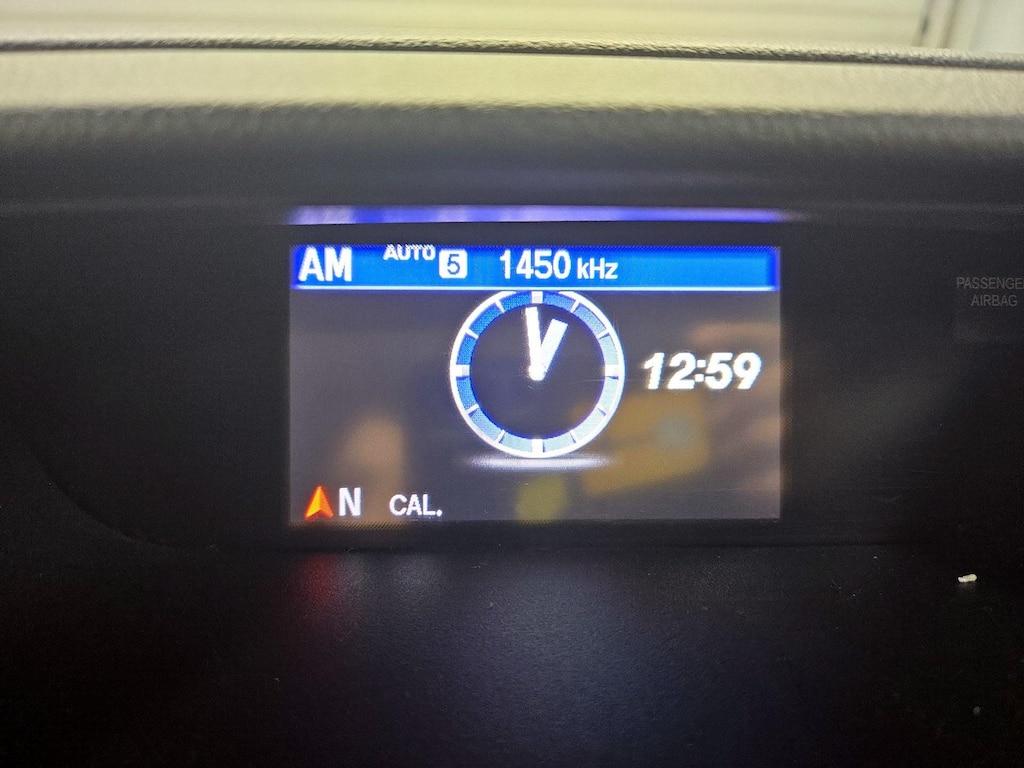 AM AUTO 5 1450 kHz
12:59
N CAL.
PASSENGER
AIRBAG